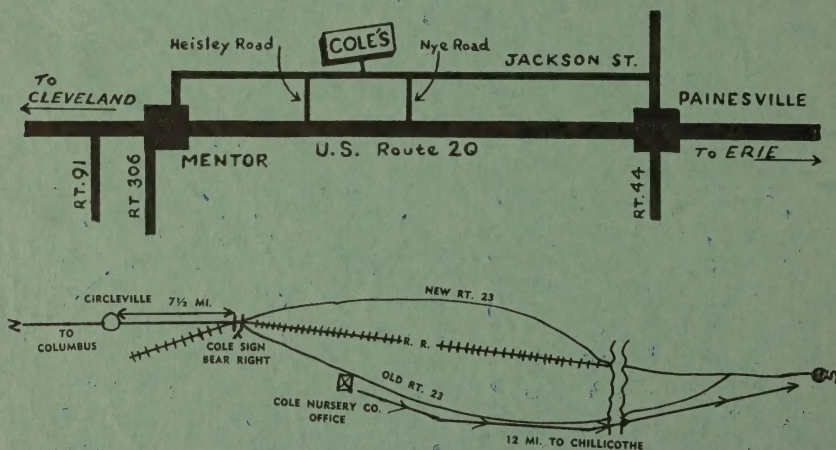 Heisley Road
COLE'S
Nye Road
JACKSON ST.
TO
CLEVELAND
PAINESVILLE
MENTOR
U.S. Route 20
TO ERIE
RT. 91
RT 306
RT. 44
CIRCLEVILLE
7½ MI.
NEW RT. 23
N
TO
COLUMBUS
COLE SIGN
BEAR RIGHT
R. R.
S
OLD RT. 23
COLE NURSERY CO.
OFFICE
12 MI. TO CHILLICOTHE